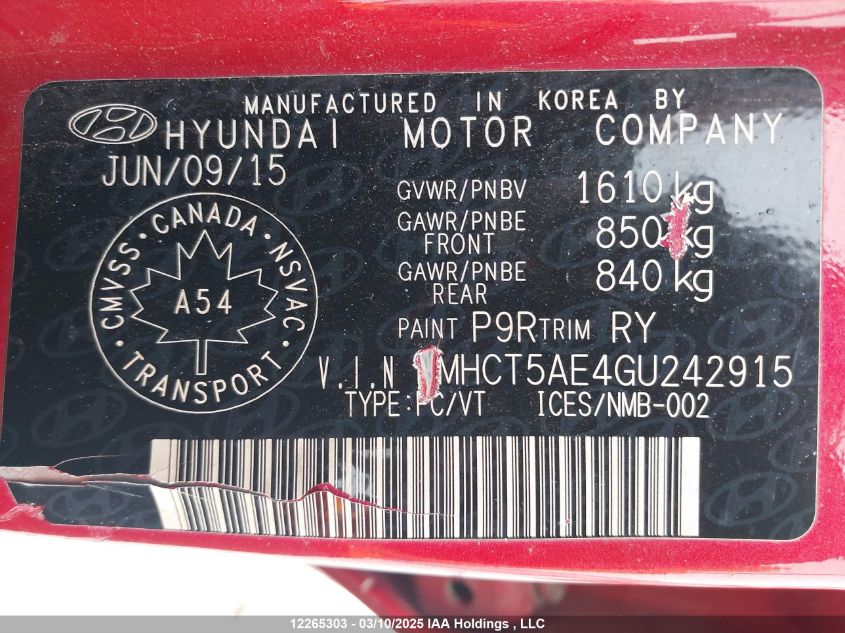 MANUFACTURED IN KOREA BY
HYUNDAI MOTOR COMPANY
JUN/09/15
GVWR/PNBV 1610 kg
GAWR/PNBE FRONT 850 kg
GAWR/PNBE REAR 840 kg
CANADA · NSVAC · TRANSPORT · CMVSS ·
A54
PAINT P9R TRIM RY
V.I.N MHCT5AE4GU242915
TYPE: PC/VT ICES/NMB-002
12265303 - 03/10/2025 IAA Holdings , LLC